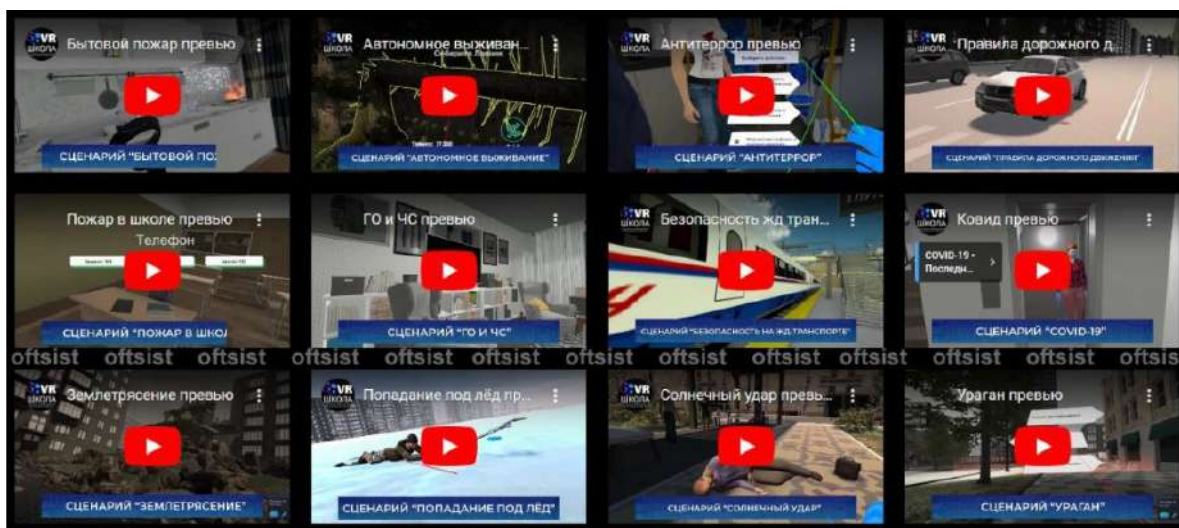 VR ШКОЛА Бытовой пожар превью
СЦЕНАРИЙ "БЫТОВОЙ ПО
VR ШКОЛА Автономное выживан...
СЦЕНАРИЙ "АВТОНОМНОЕ ВЫЖИВАНИЕ"
VR ШКОЛА Антитеррор превью
СЦЕНАРИЙ "АНТИТЕРРОР"
VR ШКОЛА Правила дорожного д...
СЦЕНАРИЙ "ПРАВИЛА ДОРОЖНОГО ДВИЖЕНИЯ"
Пожар в школе превью
Телефон
СЦЕНАРИЙ "ПОЖАР В ШКОЛ
ГО и ЧС превью
СЦЕНАРИЙ "ГО И ЧС"
VR ШКОЛА Безопасность жд тран...
СЦЕНАРИЙ "БЕЗОПАСНОСТЬ НА ЖД ТРАНСПОРТЕ"
VR ШКОЛА Ковид превью
COVID-19 -
Последн...
СЦЕНАРИЙ "COVID-19"
oftsist oftsist oftsist oftsist oftsist oftsist oftsist oftsist oftsist oftsist oftsist oftsis
VR ШКОЛА Землетрясение превью
СЦЕНАРИЙ "ЗЕМЛЕТРЯСЕНИЕ"
VR ШКОЛА Попадание под лёд пр...
СЦЕНАРИЙ "ПОПАДАНИЕ ПОД ЛЁД"
VR ШКОЛА Солнечный удар превь...
СЦЕНАРИЙ "СОЛНЕЧНЫЙ УДАР"
Ураган превью
СЦЕНАРИЙ "УРАГАН"